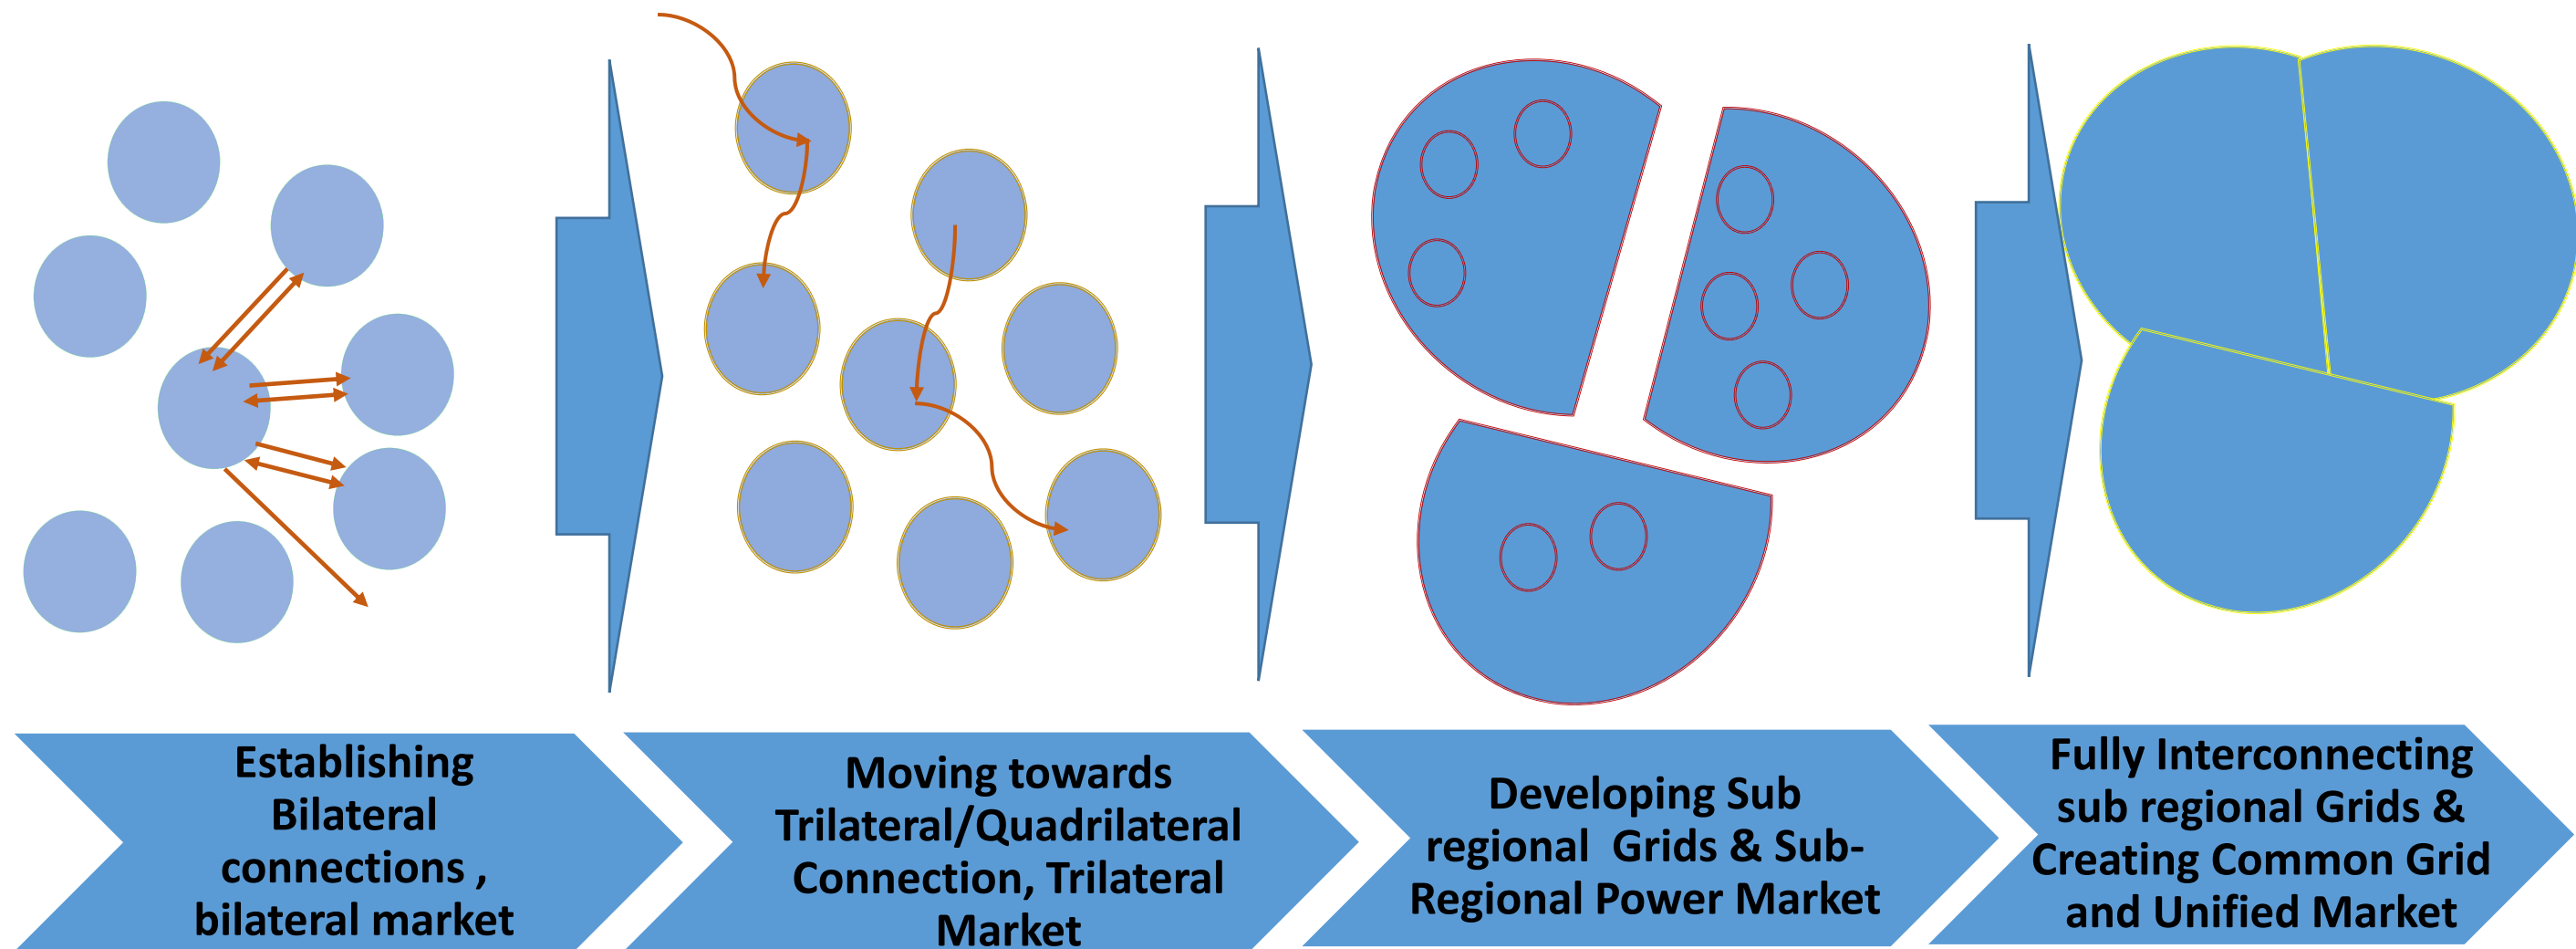 Establishing
Bilateral
connections ,
bilateral market
Moving towards
Trilateral/Quadrilateral
Connection, Trilateral
Market
Developing Sub
regional  Grids & Sub-
Regional Power Market
Fully Interconnecting
sub regional Grids &
Creating Common Grid
and Unified Market